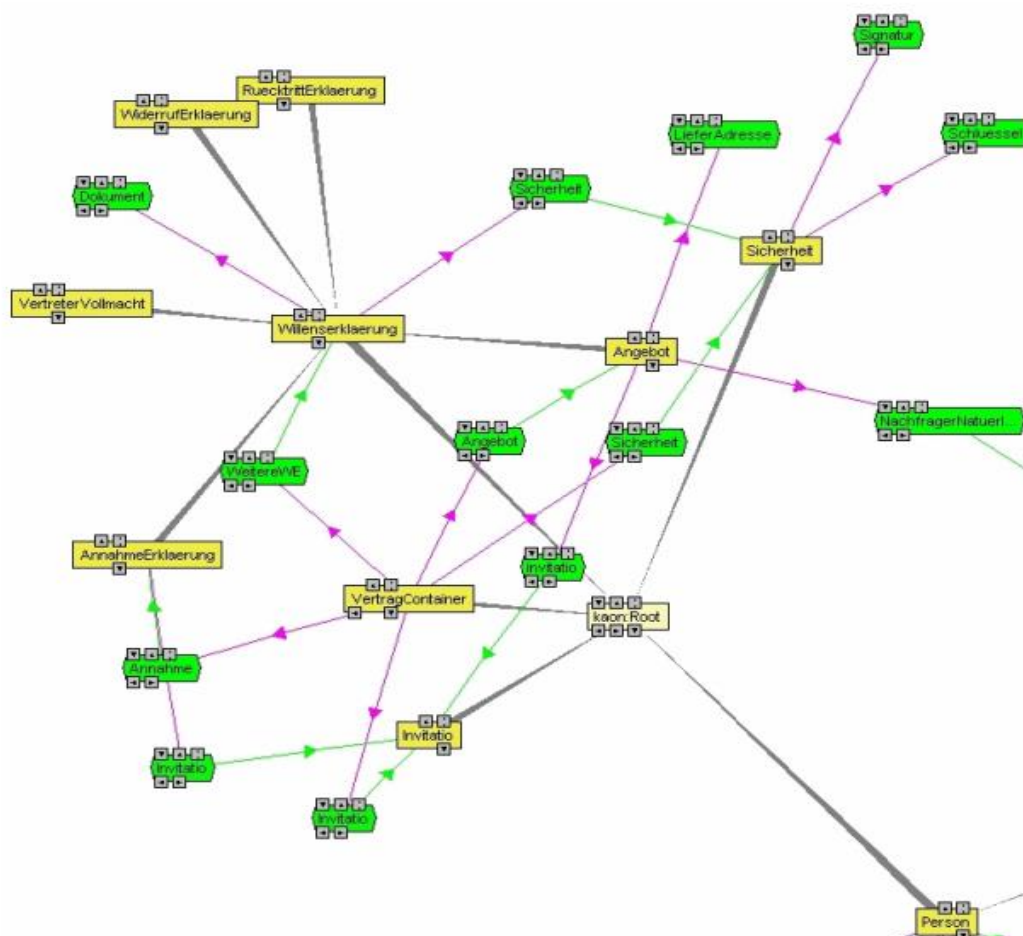 Signatur
RuecktrittErklaerung
WiderrufErklaerung
LieferAdresse
Schluessel
Dokument
Sicherheit
Sicherheit
VertreterVollmacht
Willenserklaerung
Angebot
NachfragerNatuerl...
Angebot
Sicherheit
WeitereWE
AnnahmeErklaerung
invitatio
VertragContainer
kaon:Root
Annahme
Invitatio
Invitatio
Invitatio
Person